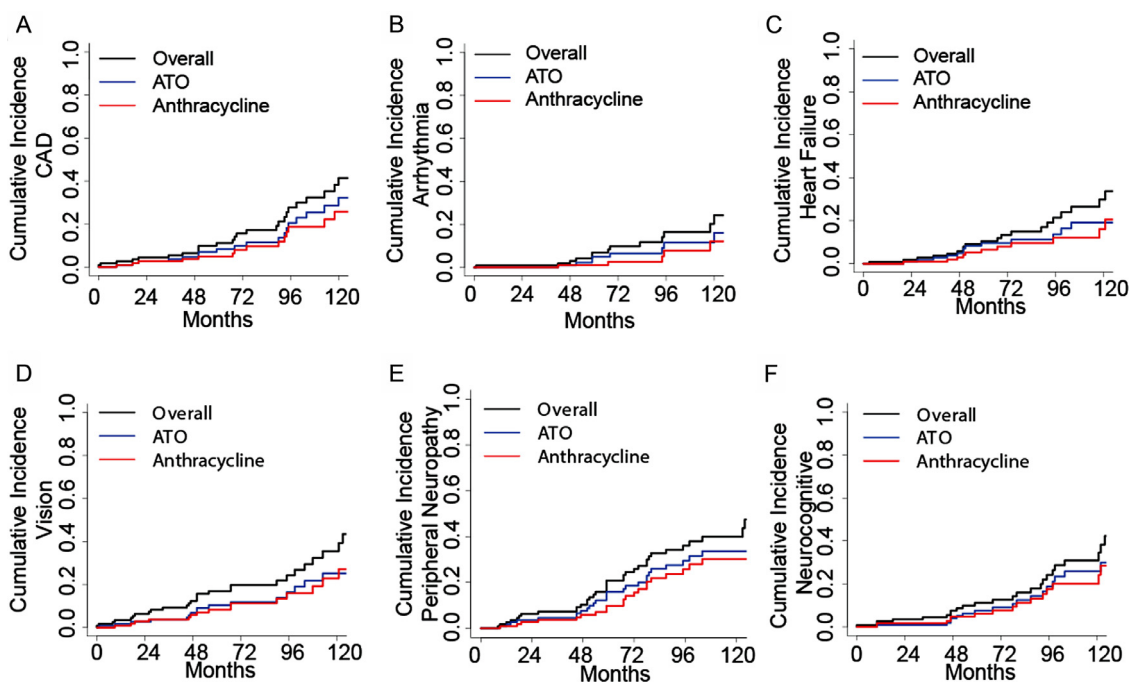 A
Cumulative Incidence
CAD
0.0 0.2 0.4 0.6 0.8 1.0
Overall
ATO
Anthracycline
0 24 48 72 96 120
Months
B
Cumulative Incidence
Arrhythmia
0.0 0.2 0.4 0.6 0.8 1.0
Overall
ATO
Anthracycline
0 24 48 72 96 120
Months
C
Cumulative Incidence
Heart Failure
0.0 0.2 0.4 0.6 0.8 1.0
Overall
ATO
Anthracycline
0 24 48 72 96 120
Months
D
Cumulative Incidence
Vision
0.0 0.2 0.4 0.6 0.8 1.0
Overall
ATO
Anthracycline
0 24 48 72 96 120
Months
E
Cumulative Incidence
Peripheral Neuropathy
0.0 0.2 0.4 0.6 0.8 1.0
Overall
ATO
Anthracycline
0 24 48 72 96 120
Months
F
Cumulative Incidence
Neurocognitive
0.0 0.2 0.4 0.6 0.8 1.0
Overall
ATO
Anthracycline
0 24 48 72 96 120
Months